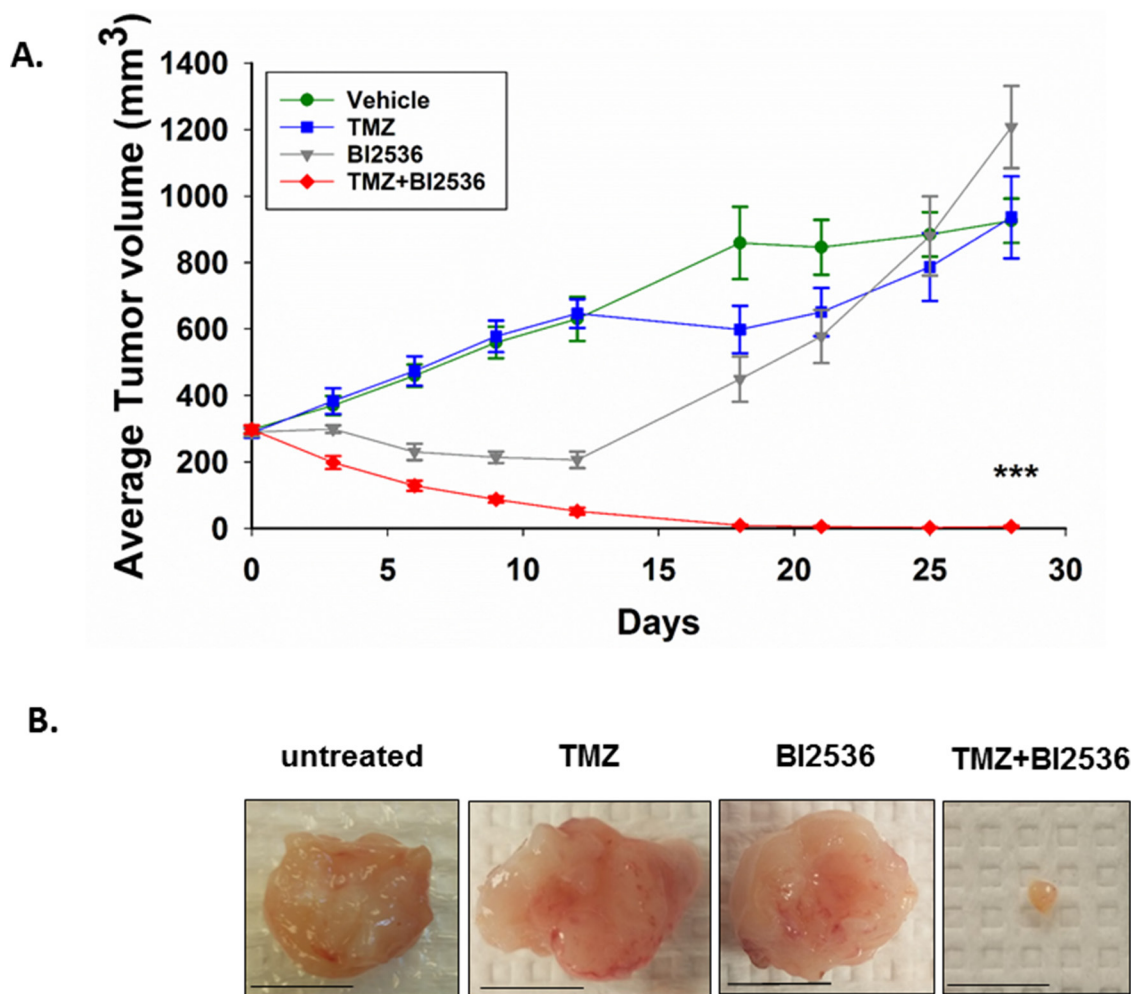 A.
Average Tumor volume (mm³)
1400
1200
1000
800
600
400
200
0
Vehicle
TMZ
BI2536
TMZ+BI2536
***
0 5 10 15 20 25 30
Days
B.
untreated TMZ BI2536 TMZ+BI2536